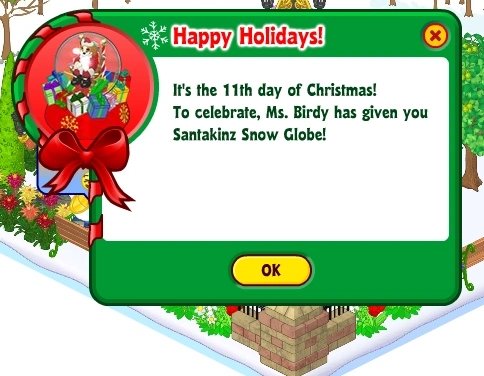 Happy Holidays!
It's the 11th day of Christmas!
To celebrate, Ms. Birdy has given you
Santakinz Snow Globe!
OK